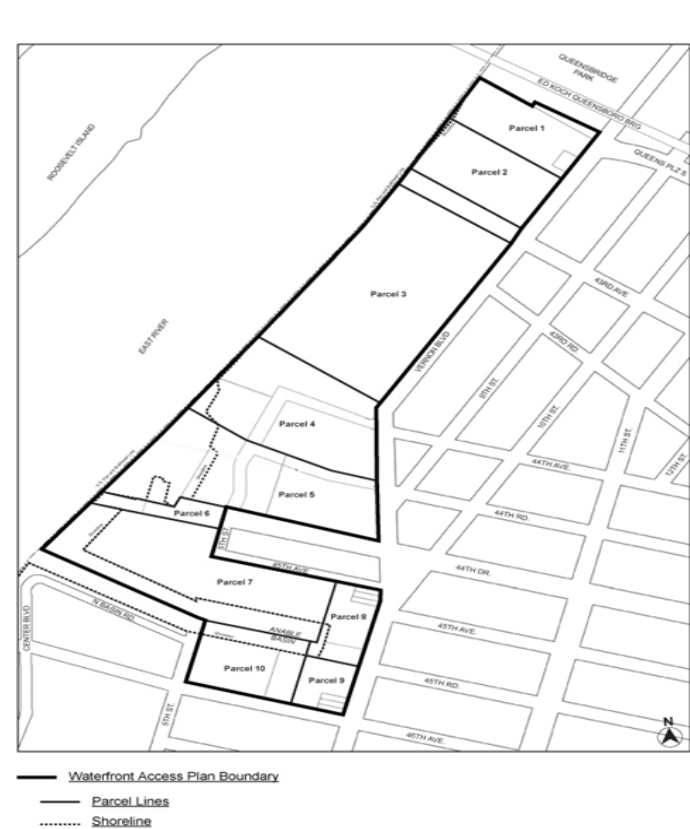 QUEENSBRIDGE
PARK
ED KOCH QUEENSBORO BRG
QUEENS PLZ S
ROOSEVELT ISLAND
Parcel 1
Parcel 2
Parcel 3
43RD AVE
43RD RD.
EAST RIVER
VERNON BLVD
9TH ST.
10TH ST.
11TH ST.
12TH ST.
Parcel 4
44TH AVE.
Parcel 5
Parcel 6
44TH RD.
5TH ST.
45TH AVE
44TH DR.
Parcel 7
CENTER BLVD
N BASIN RD.
ANABLE
BASIN
Parcel 8
45TH AVE.
Parcel 10
Parcel 9
45TH RD.
5TH ST.
46TH AVE.
N
Waterfront Access Plan Boundary
Parcel Lines
Shoreline